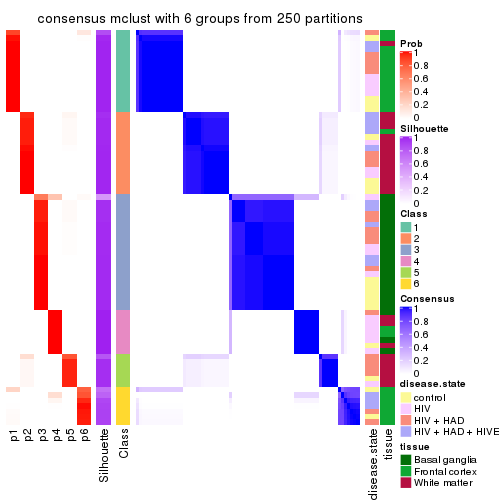 consensus mclust with 6 groups from 250 partitions
Prob
1
0.8
0.6
0.4
0.2
0
Silhouette
1
0.8
0.6
0.4
0.2
0
Class
1
2
3
4
5
6
Consensus
1
0.8
0.6
0.4
0.2
0
disease.state
control
HIV
HIV + HAD
HIV + HAD + HIVE
tissue
Basal ganglia
Frontal cortex
White matter
p1
p2
p3
p4
p5
p6
Silhouette
Class
disease.state
tissue